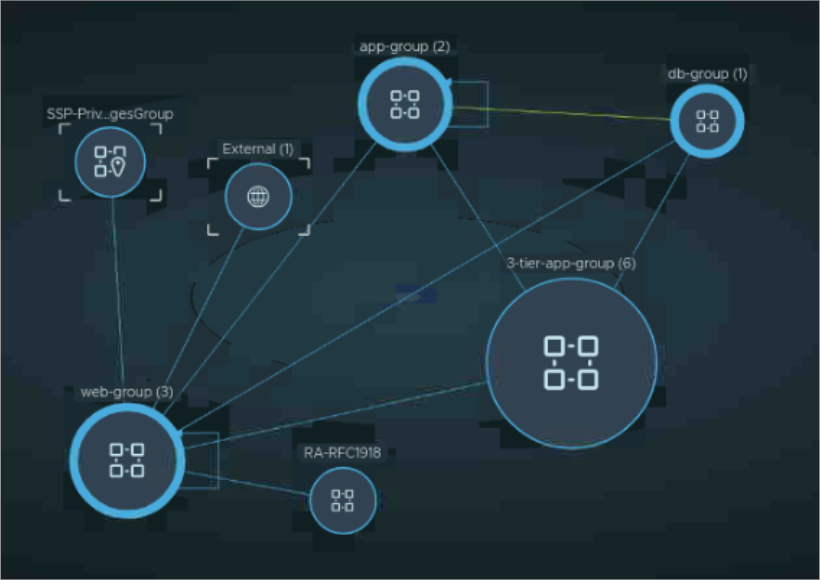 app-group (2)
db-group (1)
SSP-Priv...gesGroup
External (1)
3-tier-app-group (6)
web-group (3)
RA-RFC1918